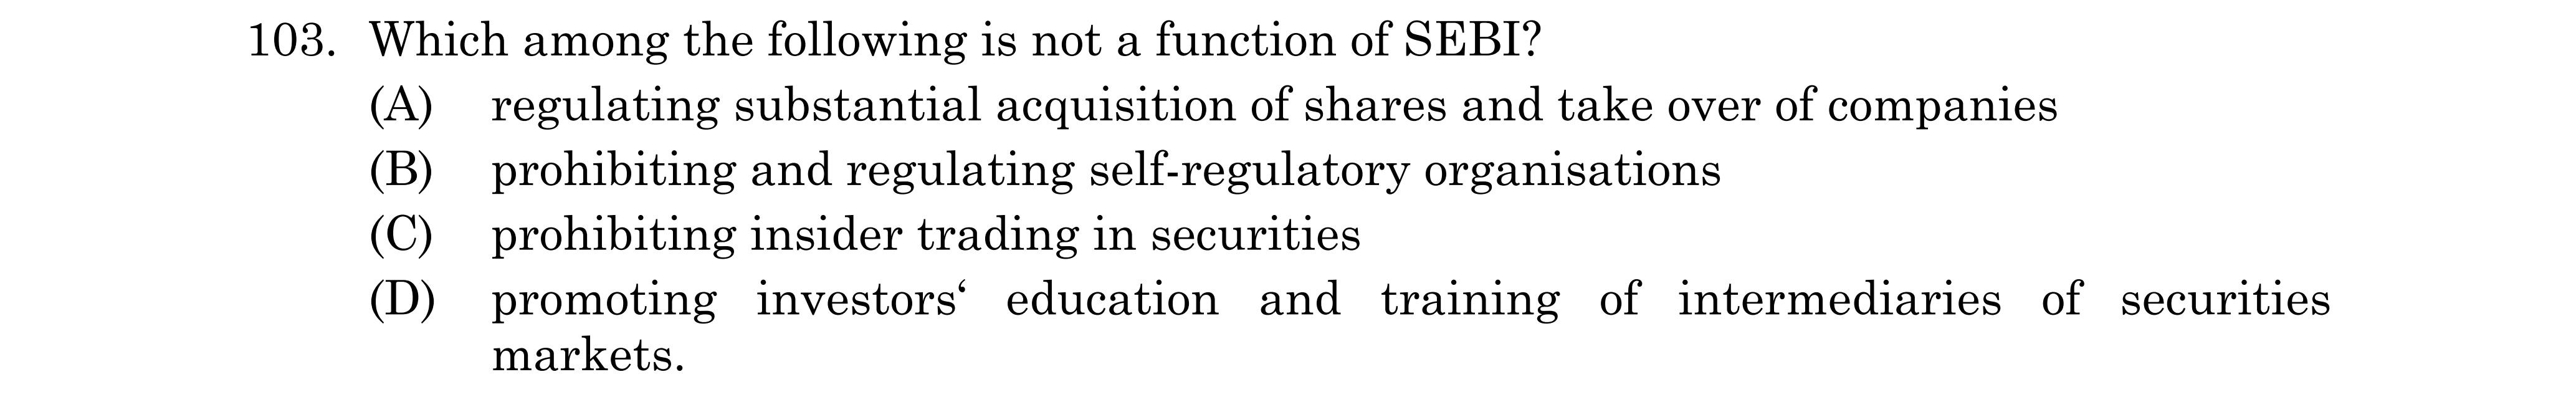 103. Which among the following is not a function of SEBI?
(A) regulating substantial acquisition of shares and take over of companies
(B) prohibiting and regulating self-regulatory organisations
(C) prohibiting insider trading in securities
(D) promoting investors‘ education and training of intermediaries of securities
markets.